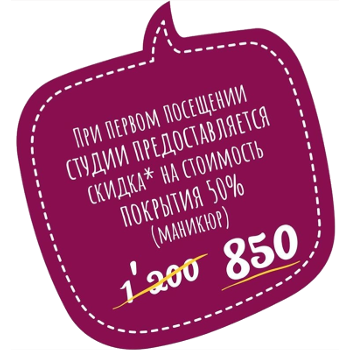 При первом посещении
студии предоставляется
скидка* на стоимость
покрытия 50%
(маникюр)
1'200 850